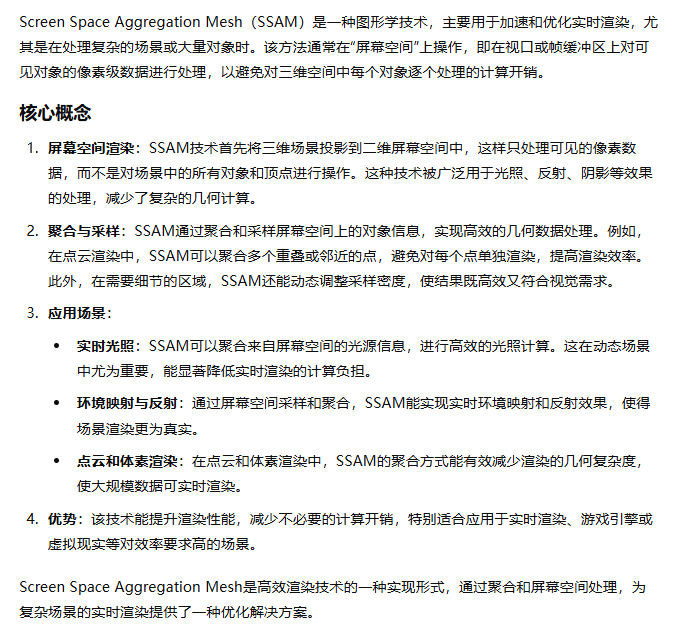 Screen Space Aggregation Mesh（SSAM）是一种图形学技术，主要用于加速和优化实时渲染，尤
其是在处理复杂的场景或大量对象时。该方法通常在“屏幕空间”上操作，即在视口或帧缓冲区上对可
见对象的像素级数据进行处理，以避免对三维空间中每个对象逐个处理的计算开销。
核心概念
1. 屏幕空间渲染：SSAM技术首先将三维场景投影到二维屏幕空间中，这样只处理可见的像素数
据，而不是对场景中的所有对象和顶点进行操作。这种技术被广泛用于光照、反射、阴影等效果
的处理，减少了复杂的几何计算。
2. 聚合与采样：SSAM通过聚合和采样屏幕空间上的对象信息，实现高效的几何数据处理。例如，
在点云渲染中，SSAM可以聚合多个重叠或邻近的点，避免对每个点单独渲染，提高渲染效率。
此外，在需要细节的区域，SSAM还能动态调整采样密度，使结果既高效又符合视觉需求。
3. 应用场景：
• 实时光照：SSAM可以聚合来自屏幕空间的光源信息，进行高效的光照计算。这在动态场景
中尤为重要，能显著降低实时渲染的计算负担。
• 环境映射与反射：通过屏幕空间采样和聚合，SSAM能实现实时环境映射和反射效果，使得
场景渲染更为真实。
• 点云和体素渲染：在点云和体素渲染中，SSAM的聚合方式能有效减少渲染的几何复杂度，
使大规模数据可实时渲染。
4. 优势：该技术能提升渲染性能，减少不必要的计算开销，特别适合应用于实时渲染、游戏引擎或
虚拟现实等对效率要求高的场景。
Screen Space Aggregation Mesh是高效渲染技术的一种实现形式，通过聚合和屏幕空间处理，为
复杂场景的实时渲染提供了一种优化解决方案。